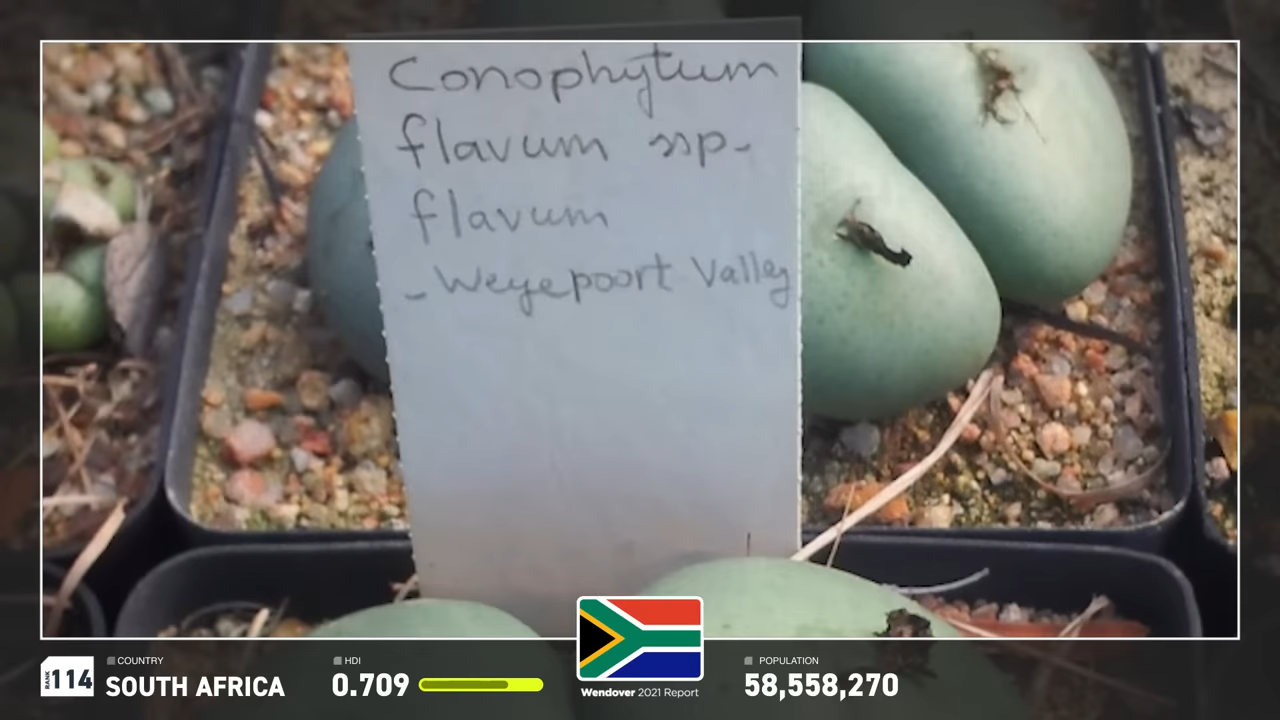 Conophytum
flavum ssp.
flavum
- Weyepoort Valley
RANK 114
COUNTRY
SOUTH AFRICA
HDI
0.709
Wendover 2021 Report
POPULATION
58,558,270